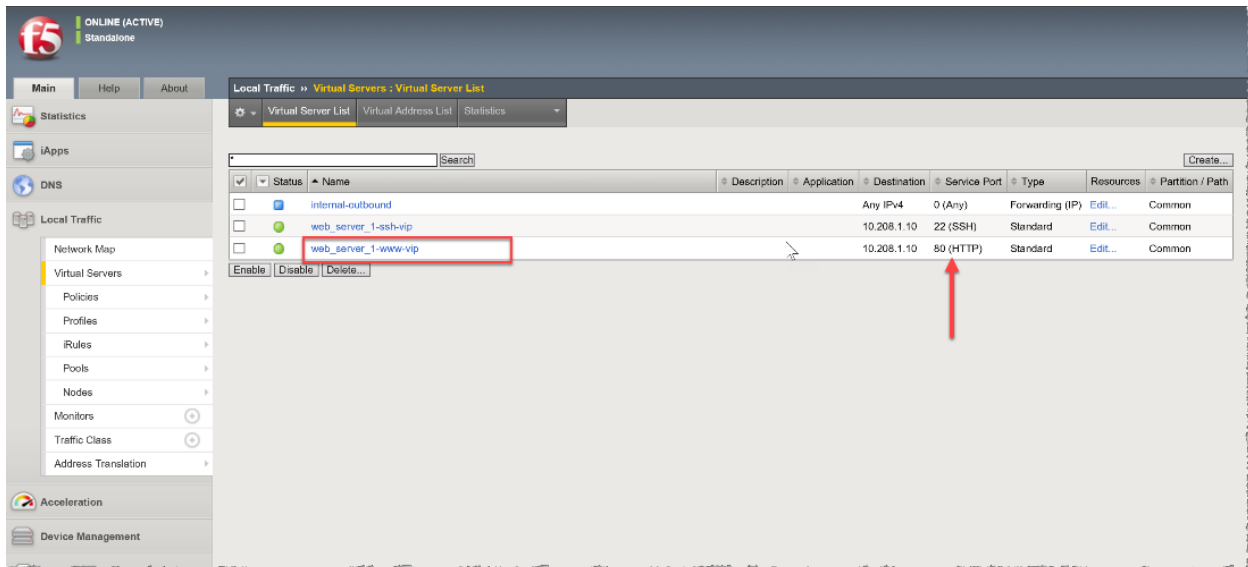 f5
ONLINE (ACTIVE)
Standalone
Main Help About
Local Traffic » Virtual Servers : Virtual Server List
Virtual Server List Virtual Address List Statistics
Statistics
iApps
DNS
Local Traffic
Network Map
Virtual Servers
Policies
Profiles
iRules
Pools
Nodes
Monitors
Traffic Class
Address Translation
Acceleration
Device Management
* Search Create...
Status Name Description Application Destination Service Port Type Resources Partition / Path
internal-outbound Any IPv4 0 (Any) Forwarding (IP) Edit... Common
web_server_1-ssh-vip 10.208.1.10 22 (SSH) Standard Edit... Common
web_server_1-www-vip 10.208.1.10 80 (HTTP) Standard Edit... Common
Enable Disable Delete...